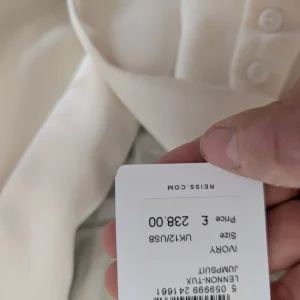 5 059999 241661
LENNON-TUX
JUMPSUIT
IVORY
Size UK12/US8
Price £ 238.00
REISS.COM